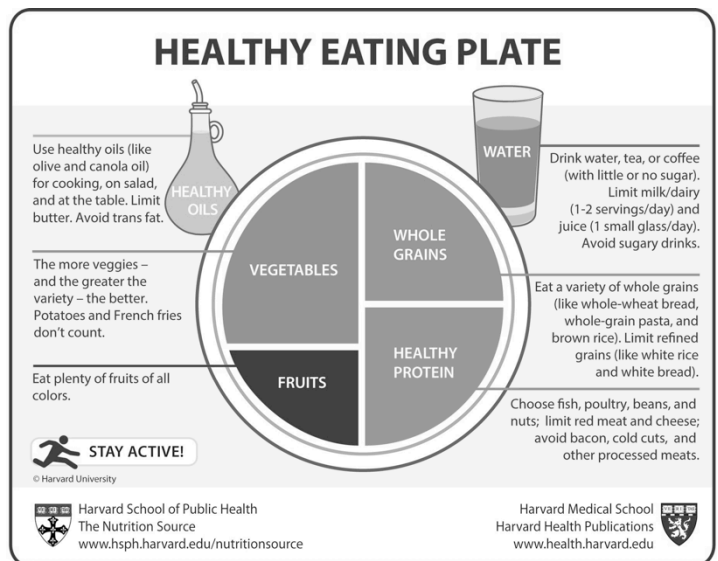 HEALTHY EATING PLATE
Use healthy oils (like
olive and canola oil)
for cooking, on salad,
and at the table. Limit
butter. Avoid trans fat.
HEALTHY
OILS
WATER
Drink water, tea, or coffee
(with little or no sugar).
Limit milk/dairy
(1-2 servings/day) and
juice (1 small glass/day).
Avoid sugary drinks.
The more veggies –
and the greater the
variety – the better.
Potatoes and French fries
don't count.
VEGETABLES
WHOLE
GRAINS
Eat a variety of whole grains
(like whole-wheat bread,
whole-grain pasta, and
brown rice). Limit refined
grains (like white rice
and white bread).
Eat plenty of fruits of all
colors.
FRUITS
HEALTHY
PROTEIN
Choose fish, poultry, beans, and
nuts; limit red meat and cheese;
avoid bacon, cold cuts, and
other processed meats.
STAY ACTIVE!
© Harvard University
Harvard School of Public Health
The Nutrition Source
www.hsph.harvard.edu/nutritionsource
Harvard Medical School
Harvard Health Publications
www.health.harvard.edu